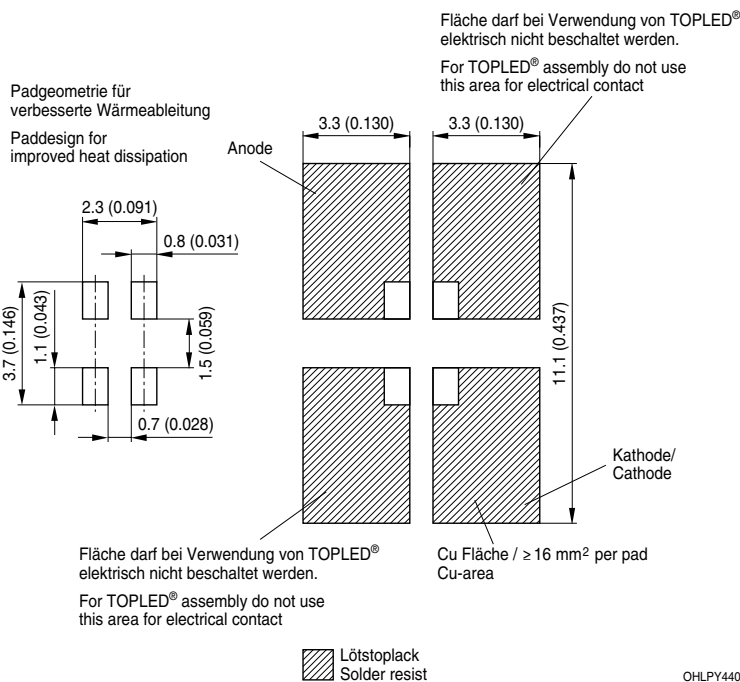 Fläche darf bei Verwendung von TOPLED®
elektrisch nicht beschaltet werden.
For TOPLED® assembly do not use
this area for electrical contact
Padgeometrie für
verbesserte Wärmeableitung
Paddesign for
improved heat dissipation
Anode
3.3 (0.130)
3.3 (0.130)
2.3 (0.091)
0.8 (0.031)
3.7 (0.146)
1.1 (0.043)
1.5 (0.059)
11.1 (0.437)
0.7 (0.028)
Kathode/
Cathode
Fläche darf bei Verwendung von TOPLED®
elektrisch nicht beschaltet werden.
For TOPLED® assembly do not use
this area for electrical contact
Cu Fläche / ≥ 16 mm² per pad
Cu-area
Lötstoplack
Solder resist
OHLPY440